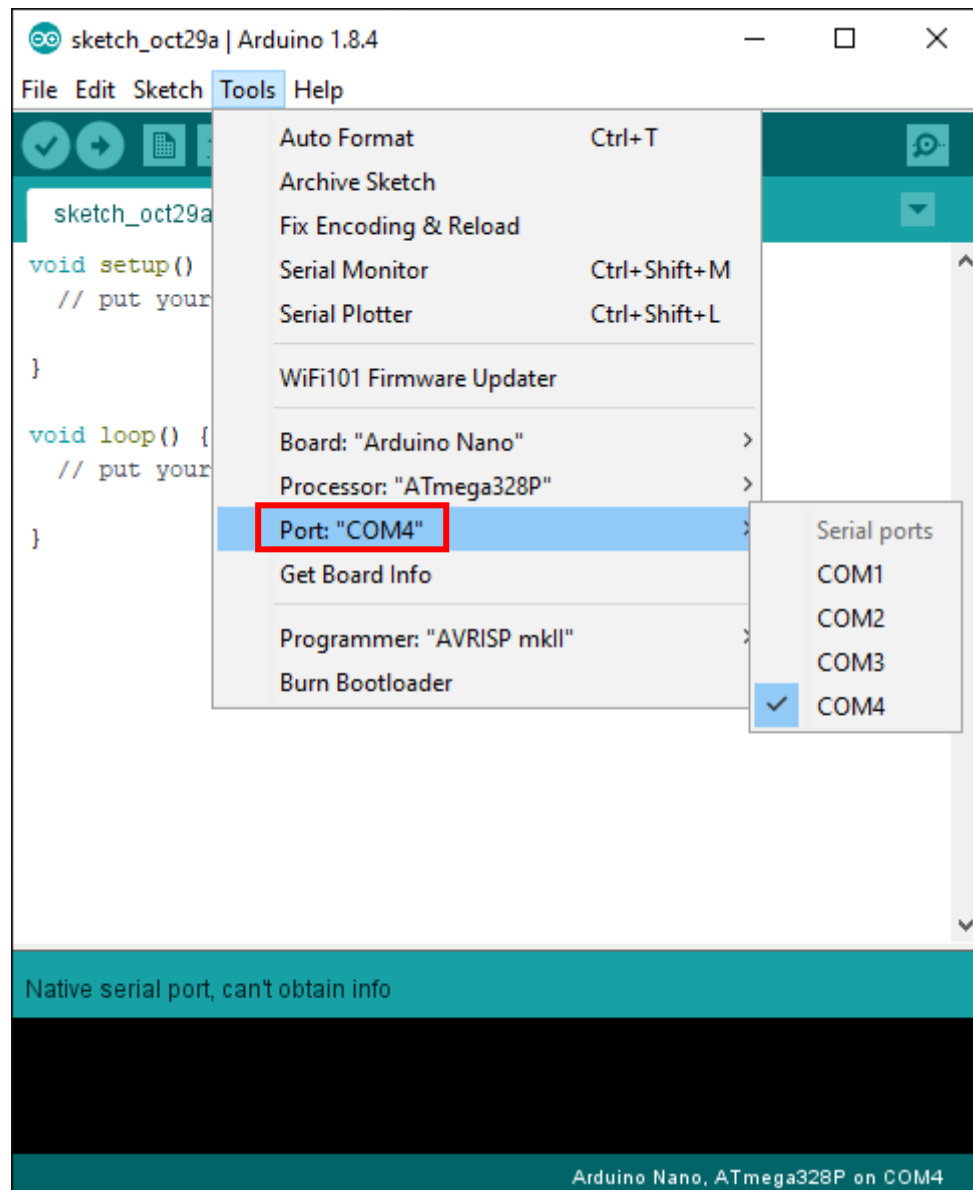 sketch_oct29a | Arduino 1.8.4
File Edit Sketch Tools Help
Auto Format Ctrl+T
Archive Sketch
sketch_oct29a
Fix Encoding & Reload
void setup()
Serial Monitor Ctrl+Shift+M
// put your
Serial Plotter Ctrl+Shift+L
}
WiFi101 Firmware Updater
void loop() {
Board: "Arduino Nano"
// put your
Processor: "ATmega328P"
Port: "COM4"
Serial ports
}
Get Board Info
COM1
COM2
Programmer: "AVRISP mkII"
COM3
Burn Bootloader
COM4
Native serial port, can't obtain info
Arduino Nano, ATmega328P on COM4